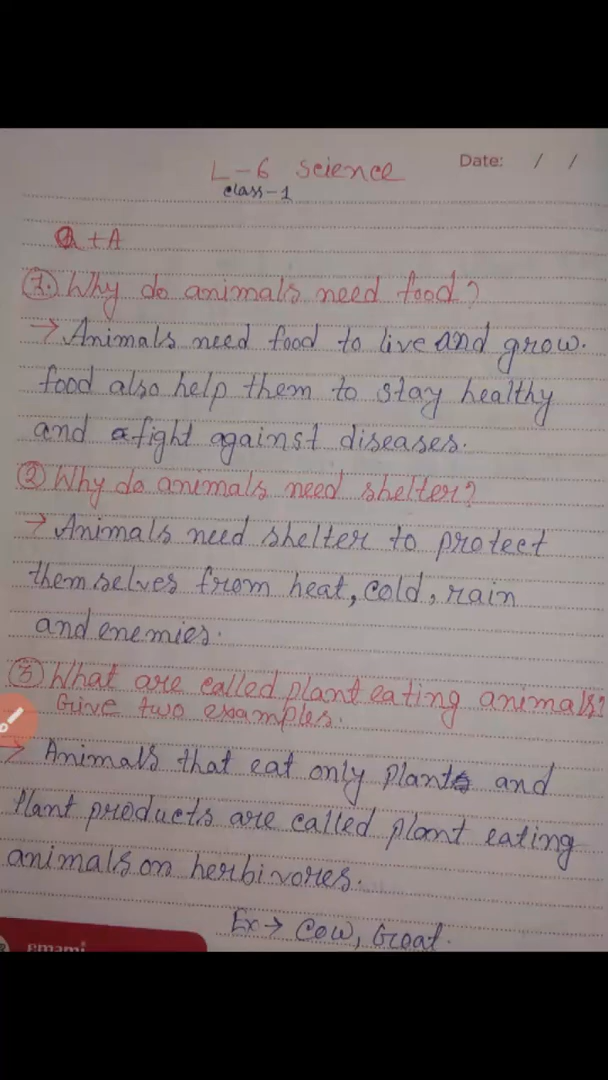 L-6 Science
Date: / /
class-1
Q+A
1. Why do animals need food?
→ Animals need food to live and grow.
food also help them to stay healthy
and fight against diseases.
2 Why do animals need shelter?
→ Animals need shelter to protect
themselves from heat, cold, rain
and enemies.
3 What are called plant eating animals?
Give two examples.
→ Animals that eat only plants and
plant products are called plant eating
animals or herbivores.
Ex → Cow, Goat.
emami